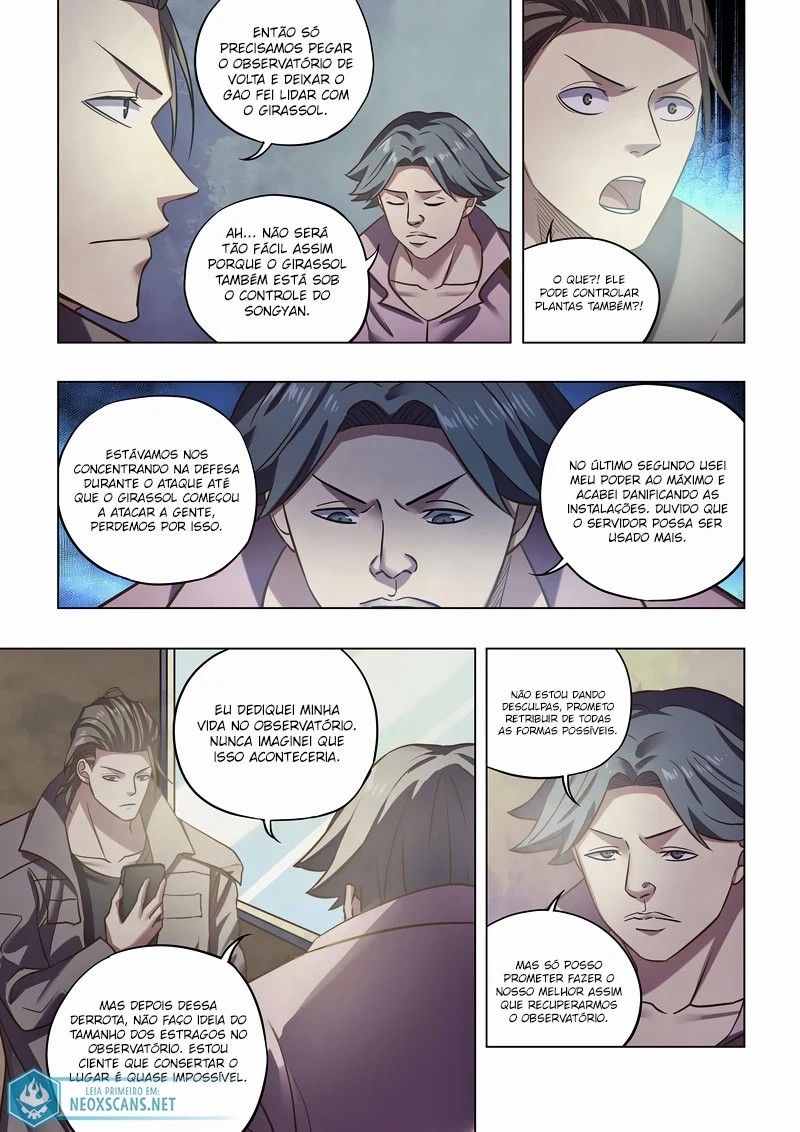 ENTÃO SÓ
PRECISAMOS PEGAR
O OBSERVATÓRIO DE
VOLTA E DEIXAR O
GAO FEI LIDAR COM
O GIRASSOL.
AH... NÃO SERÁ
TÃO FÁCIL ASSIM
PORQUE O GIRASSOL
TAMBÉM ESTÁ SOB
O CONTROLE DO
SONGYAN.
O QUE?! ELE
PODE CONTROLAR
PLANTAS TAMBÉM?!
ESTÁVAMOS NOS
CONCENTRANDO NA DEFESA
DURANTE O ATAQUE ATÉ
QUE O GIRASSOL COMEÇOU
A ATACAR A GENTE,
PERDEMOS POR ISSO.
NO ÚLTIMO SEGUNDO USEI
MEU PODER AO MÁXIMO E
ACABEI DANIFICANDO AS
INSTALAÇÕES. DUVIDO QUE
O SERVIDOR POSSA SER
USADO MAIS.
EU DEDIQUEI MINHA
VIDA NO OBSERVATÓRIO.
NUNCA IMAGINEI QUE
ISSO ACONTECERIA.
MAS DEPOIS DESSA
DERROTA, NÃO FAÇO IDEIA DO
TAMANHO DOS ESTRAGOS NO
OBSERVATÓRIO. ESTOU
CIENTE QUE CONSERTAR O
LUGAR É QUASE IMPOSSÍVEL.
NÃO ESTOU DANDO
DESCULPAS, PROMETO
RETRIBUIR DE TODAS
AS FORMAS POSSÍVEIS.
MAS SÓ POSSO
PROMETER FAZER O
NOSSO MELHOR ASSIM
QUE RECUPERARMOS
O OBSERVATÓRIO.
LEIA PRIMEIRO EM:
NEOXSCANS.NET